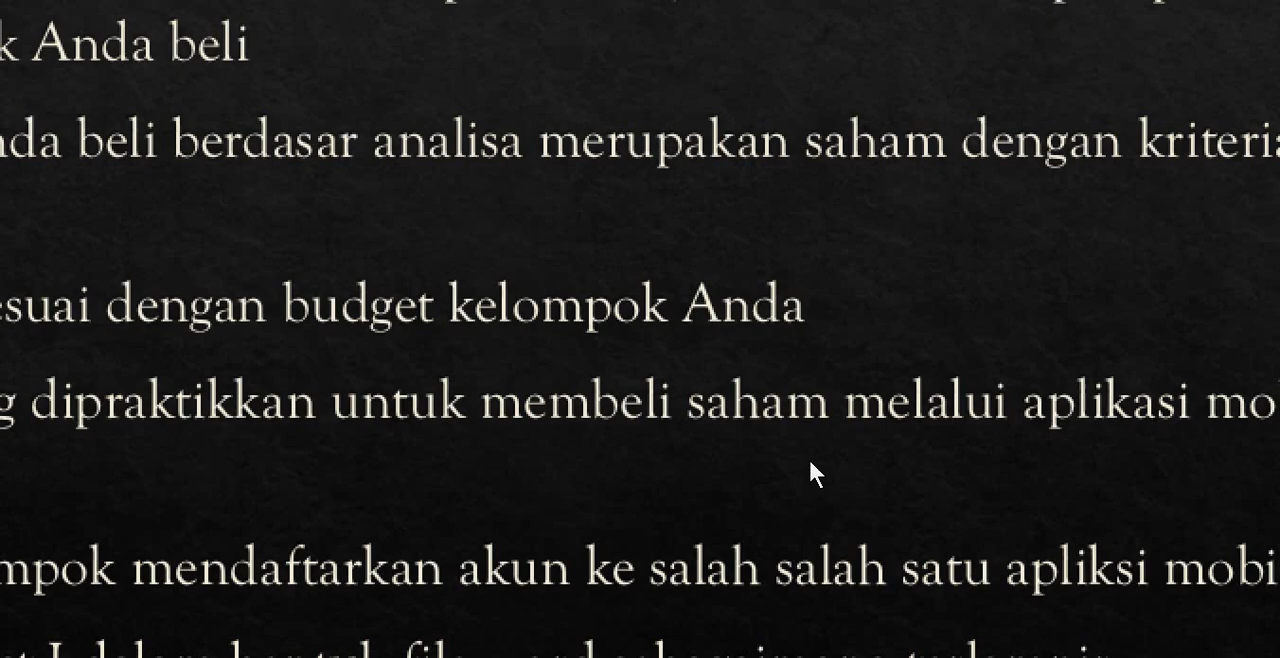 k Anda beli
nda beli berdasar analisa merupakan saham dengan kriteria
esuai dengan budget kelompok Anda
g dipraktikkan untuk membeli saham melalui aplikasi mo
mpok mendaftarkan akun ke salah salah satu apliksi mobi